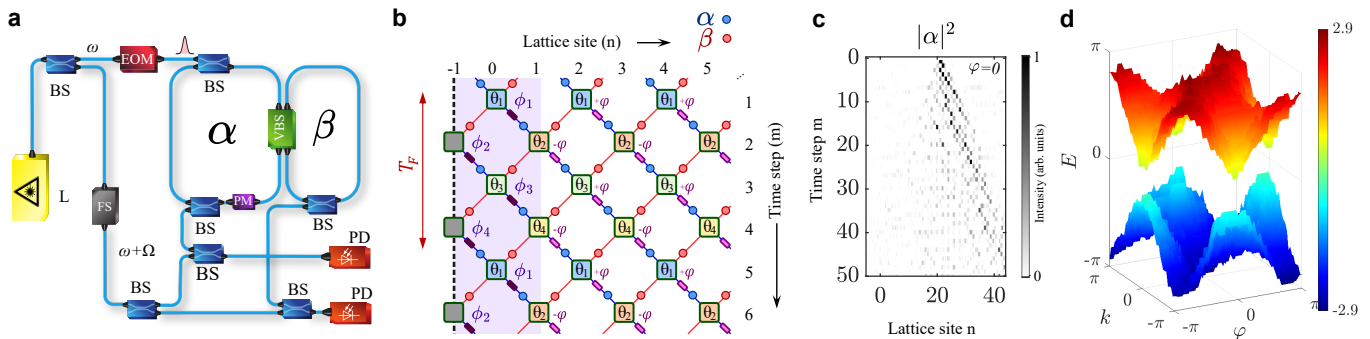 a
ω
EOM
BS
BS
α
β
VBS
L
FS
PM
BS
BS
ω+Ω
PD
BS
BS
PD
BS
b
α
β
Lattice site (n)
-1 0 1 2 3 4 5
T_F
θ₁ ϕ₁ θ₁ +φ θ₁ +φ 1
ϕ₂ θ₂ -φ θ₂ -φ θ₂ 2
θ₃ ϕ₃ θ₃ +φ θ₃ +φ 3
ϕ₄ θ₄ -φ θ₄ -φ θ₄ 4
θ₁ ϕ₁ θ₁ +φ θ₁ +φ 5
ϕ₂ θ₂ -φ θ₂ -φ θ₂ 6
Time step (m)
c
|α|²
φ=0
0
10
20
30
40
50
Time step m
0 20 40
Lattice site n
1
0
Intensity (arb. units)
d
π
0
-π
E
π
0
-π
k
-π
0
π
φ
2.9
-2.9